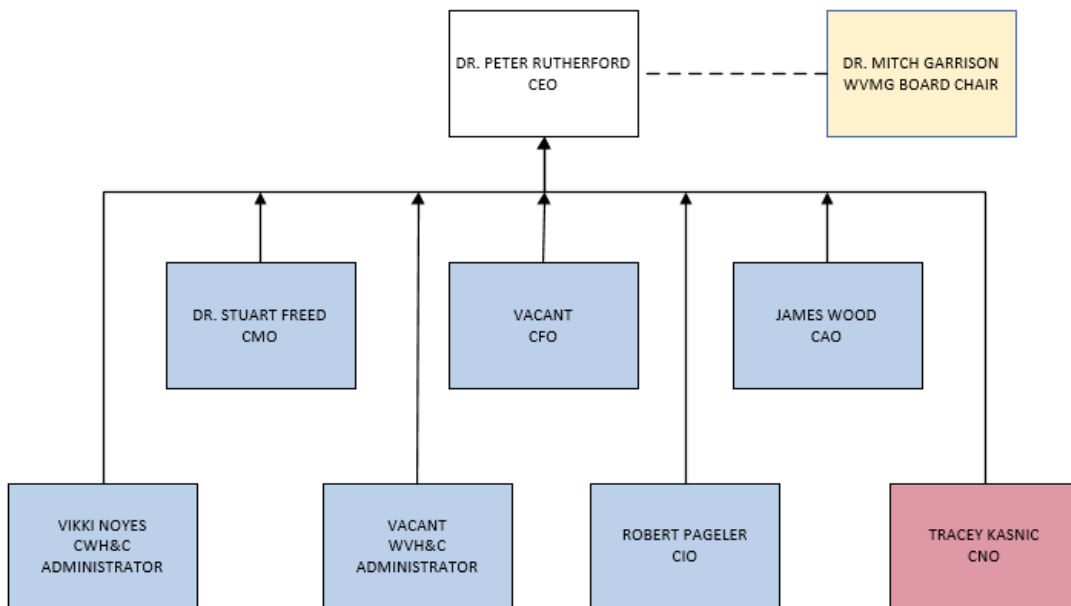 DR. PETER RUTHERFORD
CEO
DR. MITCH GARRISON
WVMG BOARD CHAIR
DR. STUART FREED
CMO
VACANT
CFO
JAMES WOOD
CAO
VIKKI NOYES
CWH&C
ADMINISTRATOR
VACANT
WVH&C
ADMINISTRATOR
ROBERT PAGELER
CIO
TRACEY KASNIC
CNO